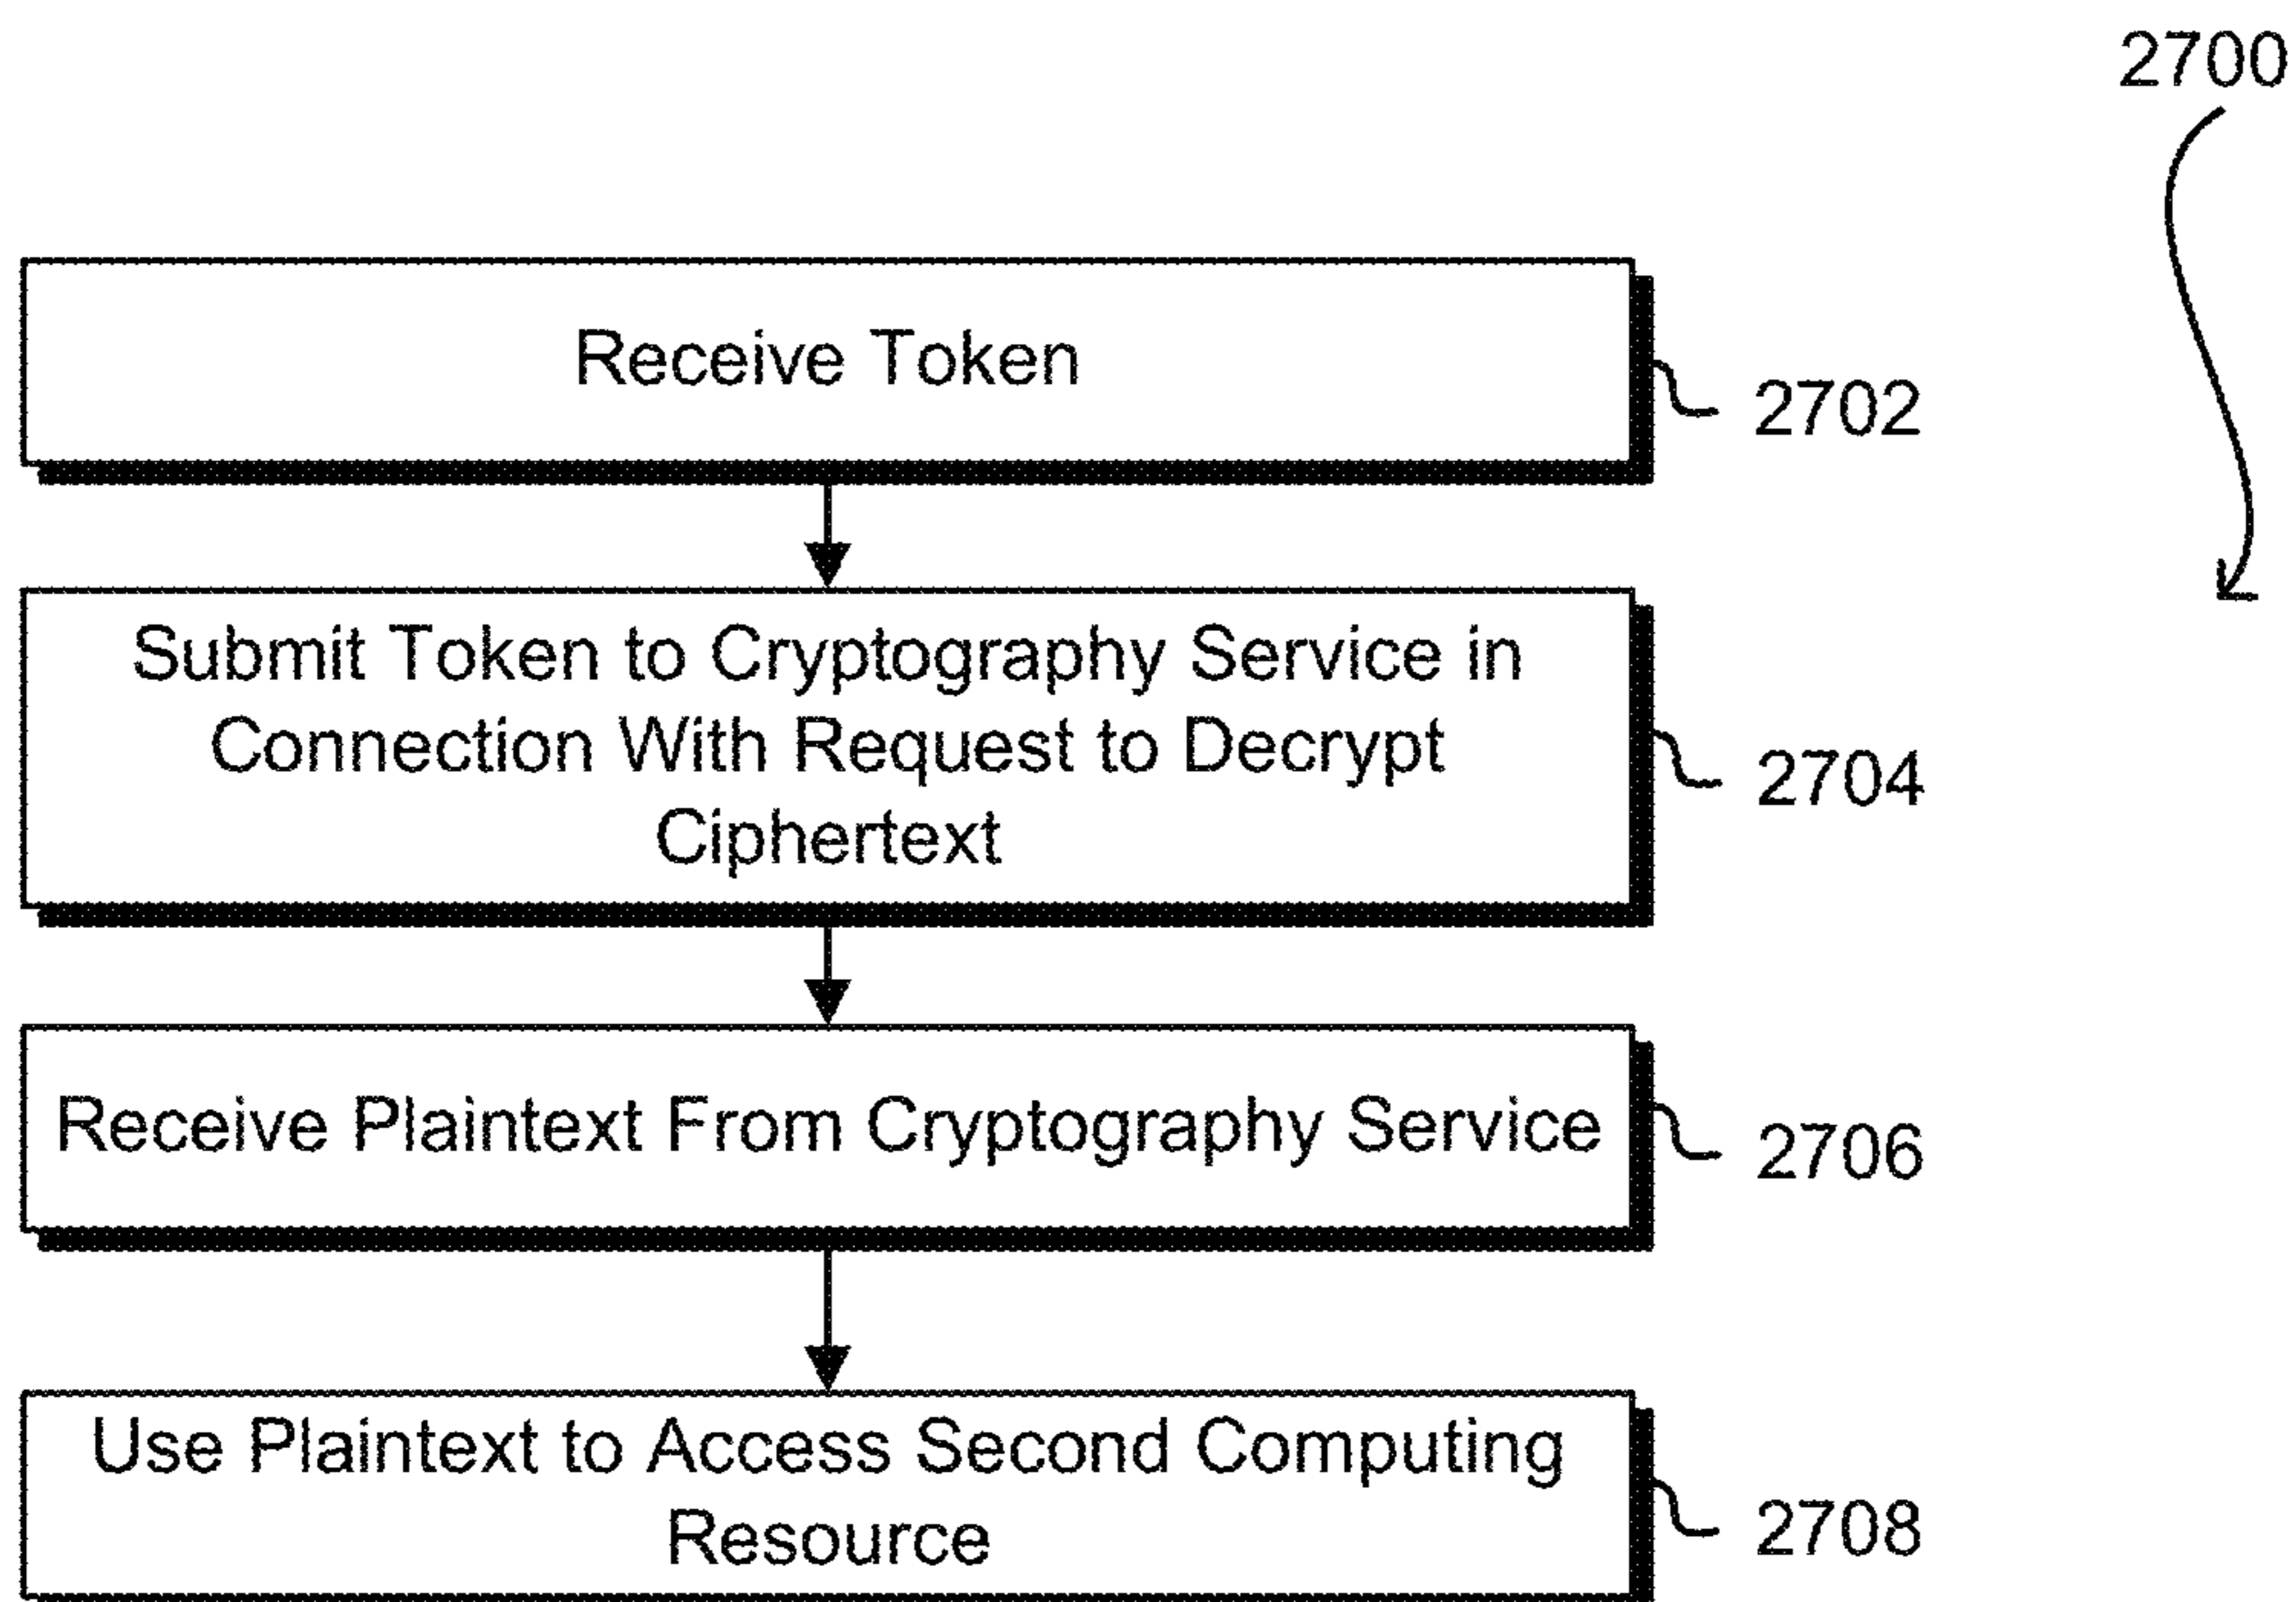 2700
Receive Token
2702
Submit Token to Cryptography Service in
Connection With Request to Decrypt
Ciphertext
2704
Receive Plaintext From Cryptography Service
2706
Use Plaintext to Access Second Computing
Resource
2708